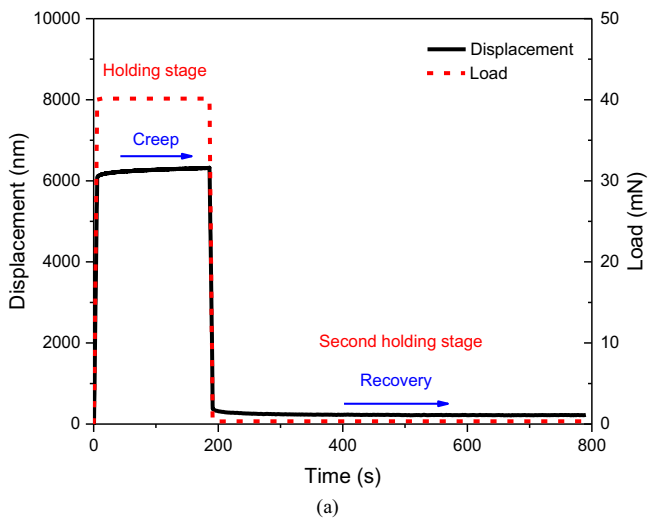 10000
8000
6000
4000
2000
0
Displacement (nm)
50
40
30
20
10
0
Load (mN)
Displacement
Load
Holding stage
Creep
Second holding stage
Recovery
0
200
400
600
800
Time (s)
(a)